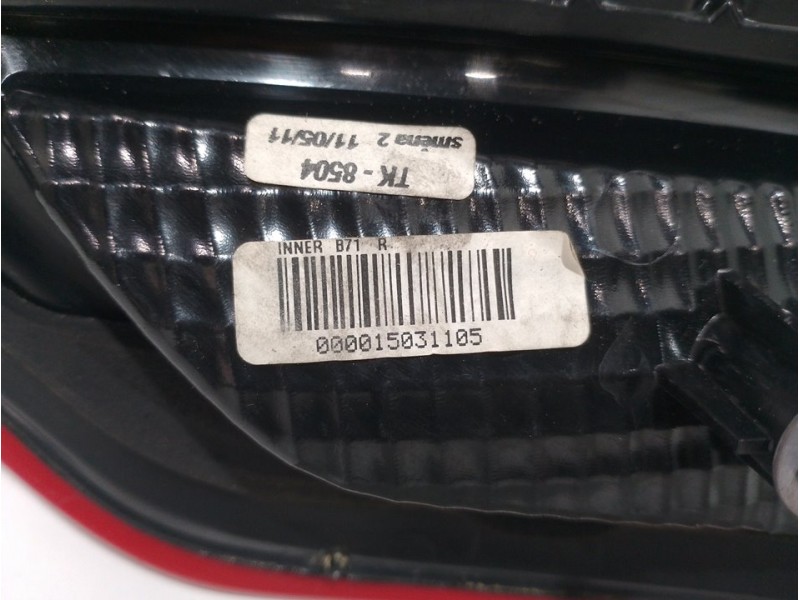 TK - 8504
směna 2 11/05/11
INNER B71 R
000015031105